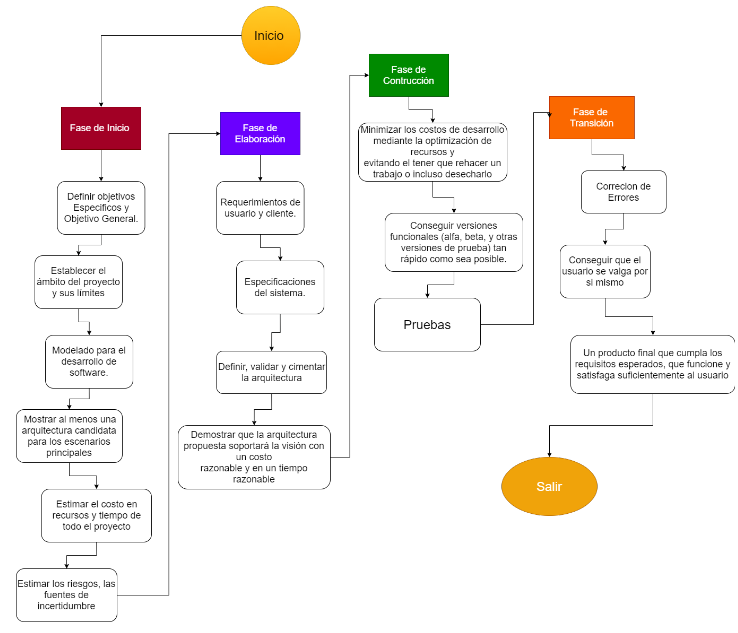 Inicio
Fase de Inicio
Definir objetivos
Especificos y
Objetivo General.
Establecer el
ámbito del proyecto
y sus límites
Modelado para el
desarrollo de
software.
Mostrar al menos una
arquitectura candidata
para los escenarios
principales
Estimar el costo en
recursos y tiempo de
todo el proyecto
Estimar los riesgos, las
fuentes de
incertidumbre
Fase de
Elaboración
Requerimientos de
usuario y cliente.
Especificaciones
del sistema.
Definir, validar y cimentar
la arquitectura
Demostrar que la arquitectura
propuesta soportará la visión con
un costo
razonable y en un tiempo
razonable
Fase de
Contrucción
Minimizar los costos de desarrollo
mediante la optimización de
recursos y
evitando el tener que rehacer un
trabajo o incluso desecharlo
Conseguir versiones
funcionales (alfa, beta, y otras
versiones de prueba) tan
rápido como sea posible.
Pruebas
Fase de
Transición
Correcion de
Errores
Conseguir que el
usuario se valga por
si mismo
Un producto final que cumpla los
requisitos esperados, que funcione y
satisfaga suficientemente al usuario
Salir